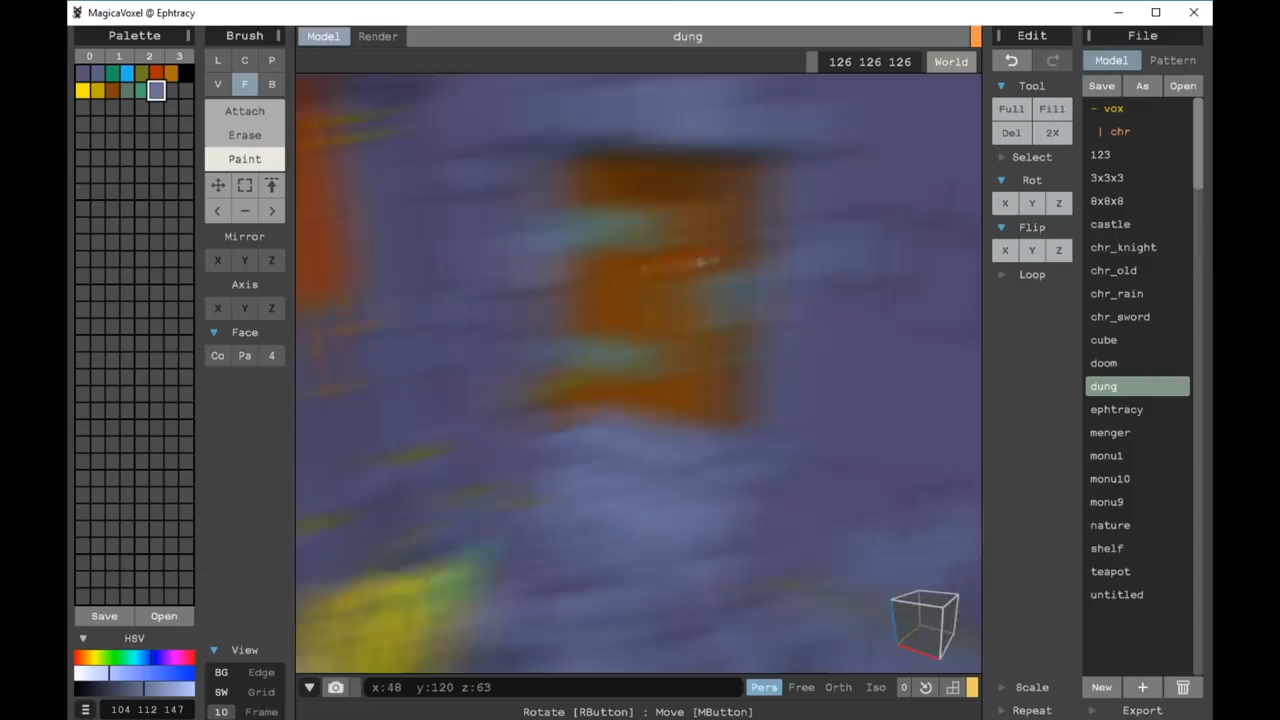 MagicaVoxel @ Ephtracy
Palette
0 1 2 3
Save Open
HSV
104 112 147
Brush
L C P
V F B
Attach
Erase
Paint
Mirror
X Y Z
Axis
X Y Z
Face
Co Pa 4
View
BG Edge
SW Grid
10 Frame
Model Render dung
126 126 126 World
x:48 y:120 z:63
Pers Free Orth Iso 0
Rotate [RButton] : Move [MButton]
Edit
Tool
Full Fill
Del 2X
Select
Rot
X Y Z
Flip
X Y Z
Loop
Scale
Repeat
File
Model Pattern
Save As Open
- vox
| chr
123
3x3x3
8x8x8
castle
chr_knight
chr_old
chr_rain
chr_sword
cube
doom
dung
ephtracy
menger
monu1
monu10
monu9
nature
shelf
teapot
untitled
New +
Export